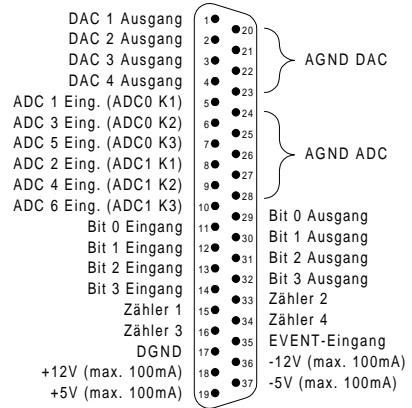 DAC 1 Ausgang 1
DAC 2 Ausgang 2
DAC 3 Ausgang 3
DAC 4 Ausgang 4
ADC 1 Eing. (ADC0 K1) 5
ADC 3 Eing. (ADC0 K2) 6
ADC 5 Eing. (ADC0 K3) 7
ADC 2 Eing. (ADC1 K1) 8
ADC 4 Eing. (ADC1 K2) 9
ADC 6 Eing. (ADC1 K3) 10
Bit 0 Eingang 11
Bit 1 Eingang 12
Bit 2 Eingang 13
Bit 3 Eingang 14
Zähler 1 15
Zähler 3 16
DGND 17
+12V (max. 100mA) 18
+5V (max. 100mA) 19
20
21
22
23
AGND DAC
24
25
26
27
28
AGND ADC
29 Bit 0 Ausgang
30 Bit 1 Ausgang
31 Bit 2 Ausgang
32 Bit 3 Ausgang
33 Zähler 2
34 Zähler 4
35 EVENT-Eingang
36 -12V (max. 100mA)
37 -5V (max. 100mA)